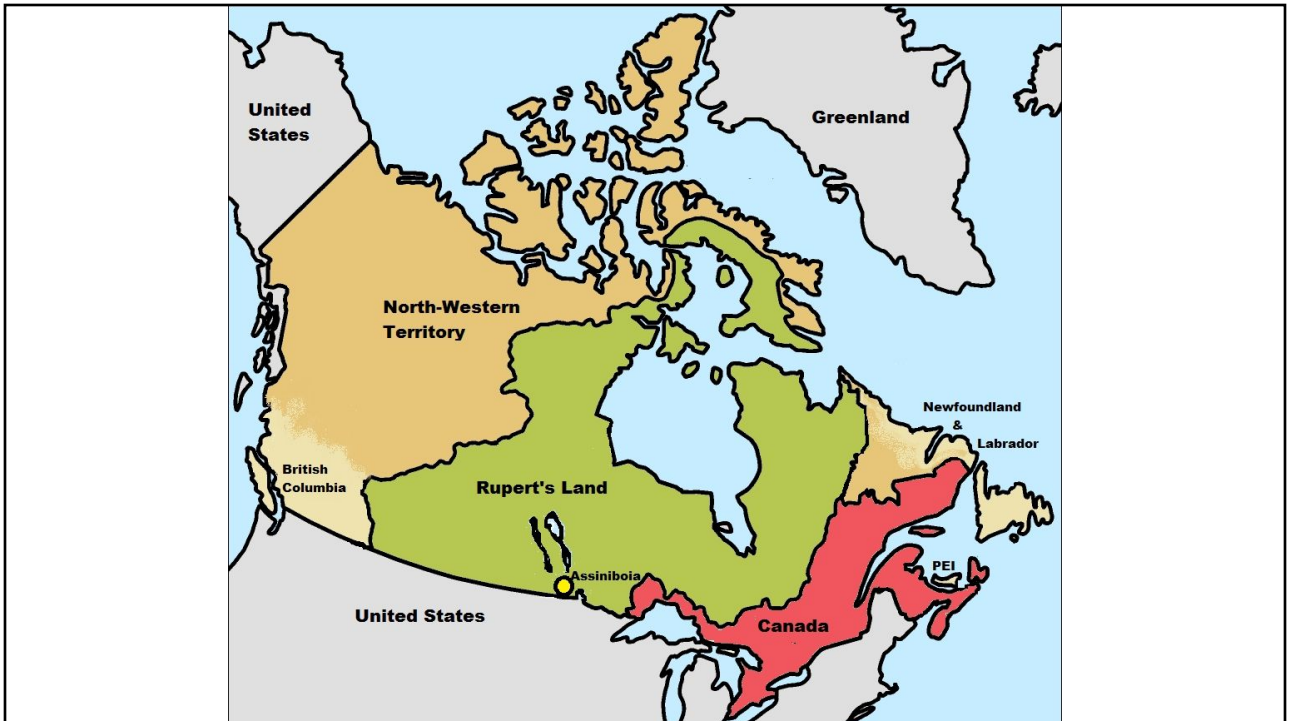 United
States
Greenland
North-Western
Territory
Newfoundland
&
Labrador
British
Columbia
Rupert's Land
PEI
Assiniboia
United States
Canada